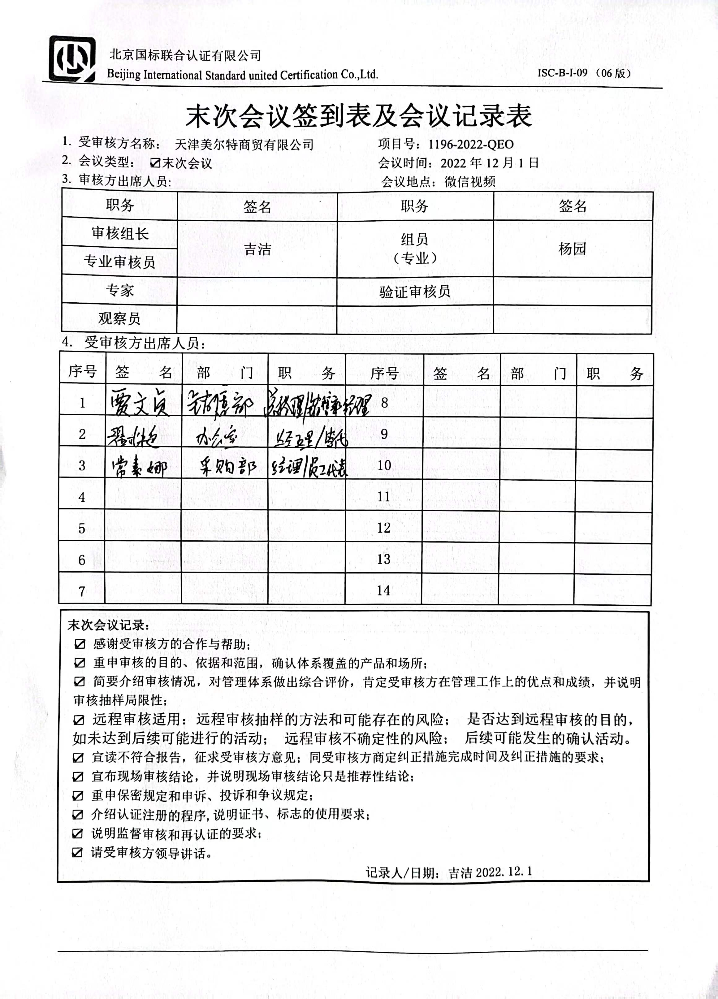 北京国标联合认证有限公司
Beijing International Standard united Certification Co.,Ltd.
ISC-B-I-09 （06 版）
末次会议签到表及会议记录表
1. 受审核方名称： 天津美尔特商贸有限公司 项目号：1196-2022-QEO
2. 会议类型： ☑末次会议 会议时间：2022 年 12 月 1 日
3. 审核方出席人员: 会议地点：微信视频
职务 签名 职务 签名
审核组长 吉洁 组员（专业） 杨园
专业审核员
专家 验证审核员
观察员
4. 受审核方出席人员：
序号 签 名 部 门 职 务 序号 签 名 部 门 职 务
1 贾文贞 销售部 总经理/销售部经理 8
2 办公室 经理/管代 9
3 常素娜 采购部 经理/员工代表 10
4 11
5 12
6 13
7 14
末次会议记录：
☑ 感谢受审核方的合作与帮助；
☑ 重申审核的目的、依据和范围，确认体系覆盖的产品和场所；
☑ 简要介绍审核情况，对管理体系做出综合评价，肯定受审核方在管理工作上的优点和成绩，并说明
审核抽样局限性；
☑ 远程审核适用：远程审核抽样的方法和可能存在的风险； 是否达到远程审核的目的，
如未达到后续可能进行的活动； 远程审核不确定性的风险； 后续可能发生的确认活动。
☑ 宣读不符合报告，征求受审核方意见；同受审核方商定纠正措施完成时间及纠正措施的要求；
☑ 宣布现场审核结论，并说明现场审核结论只是推荐性结论；
☑ 重申保密规定和申诉、投诉和争议规定；
☑ 介绍认证注册的程序,说明证书、标志的使用要求；
☑ 说明监督审核和再认证的要求；
☑ 请受审核方领导讲话。
记录人/日期：吉洁 2022.12.1